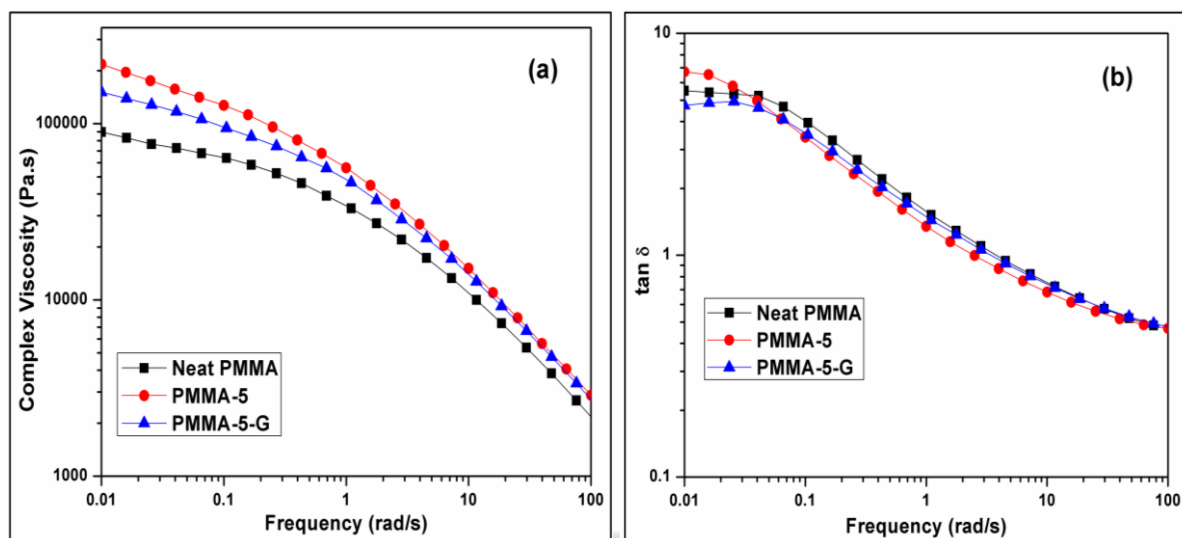 (a)
Complex Viscosity (Pa.s)
100000
10000
1000
Neat PMMA
PMMA-5
PMMA-5-G
0.01 0.1 1 10 100
Frequency (rad/s)
(b)
tan δ
10
1
0.1
Neat PMMA
PMMA-5
PMMA-5-G
0.01 0.1 1 10 100
Frequency (rad/s)